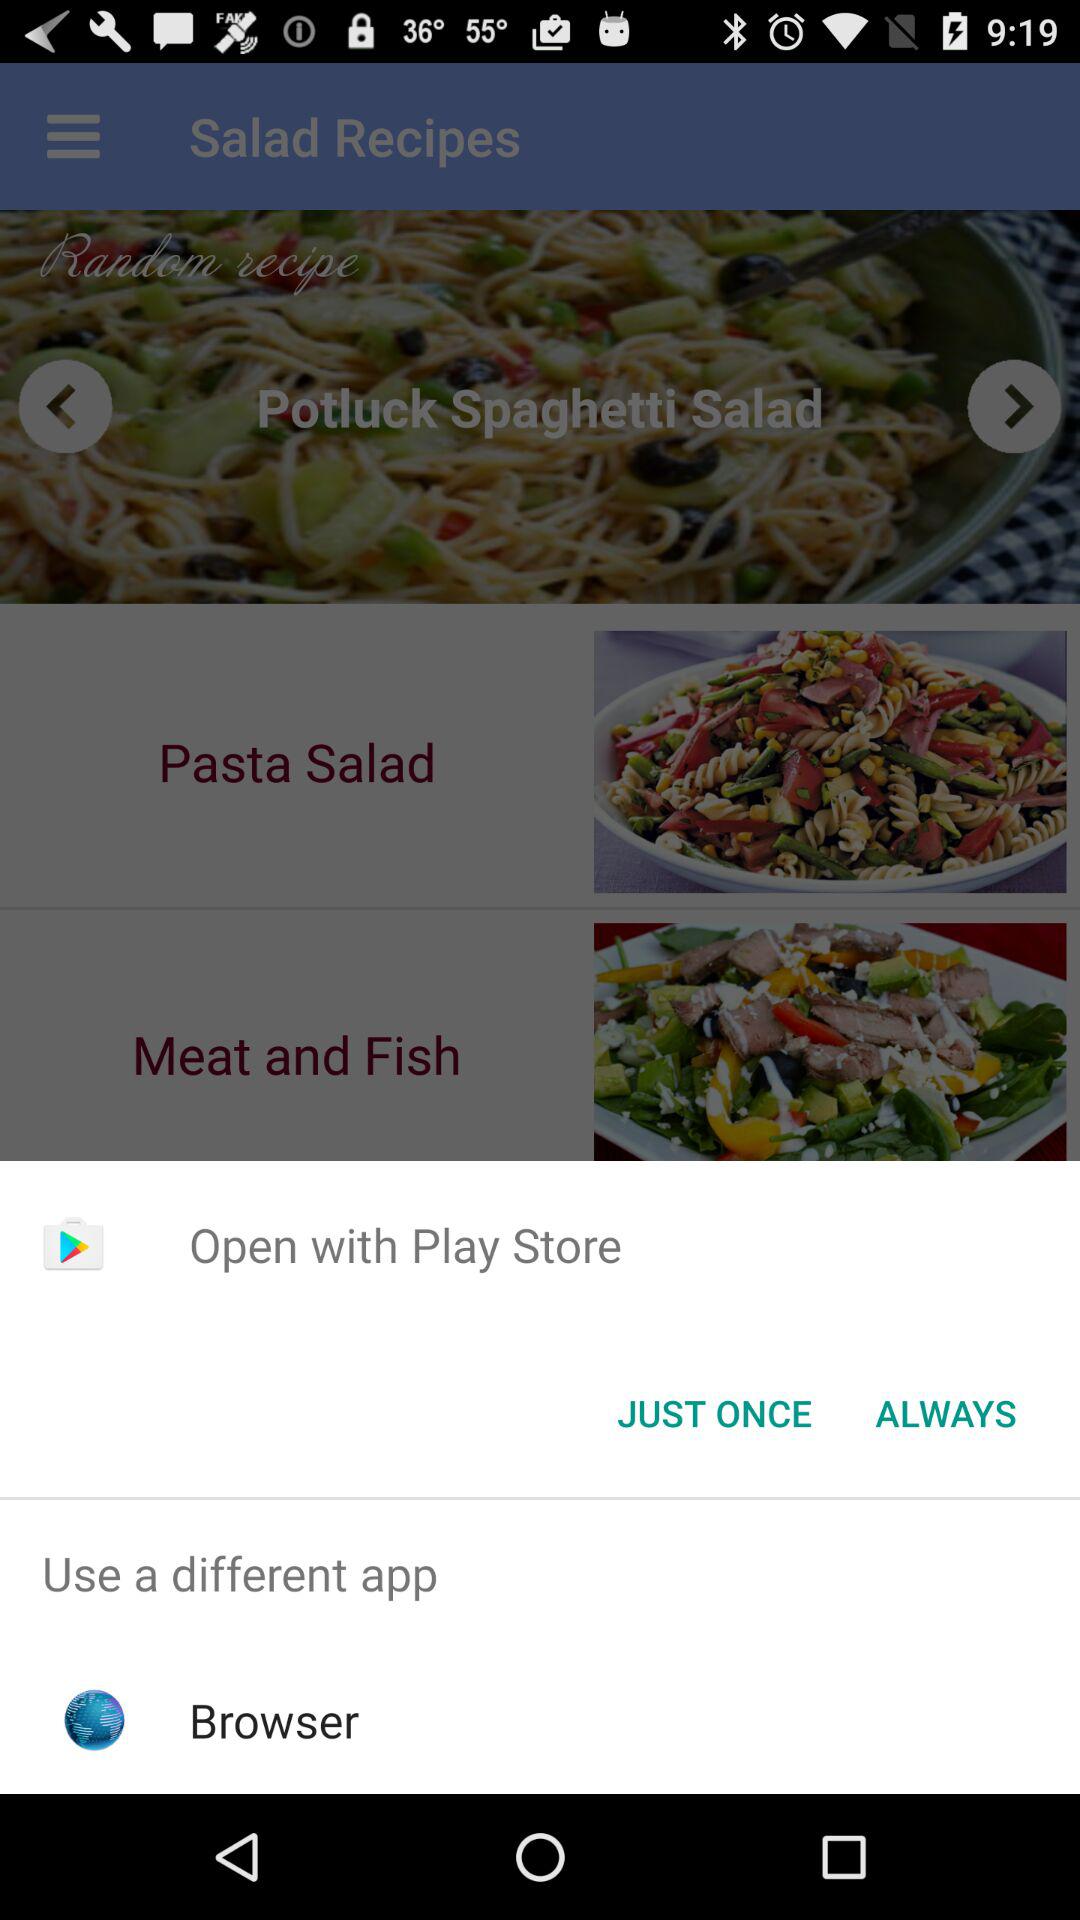 FAKE 36° 55° 9:19
Salad Recipes
Random recipe
Potluck Spaghetti Salad
Pasta Salad
Meat and Fish
Open with Play Store
JUST ONCE ALWAYS
Use a different app
Browser